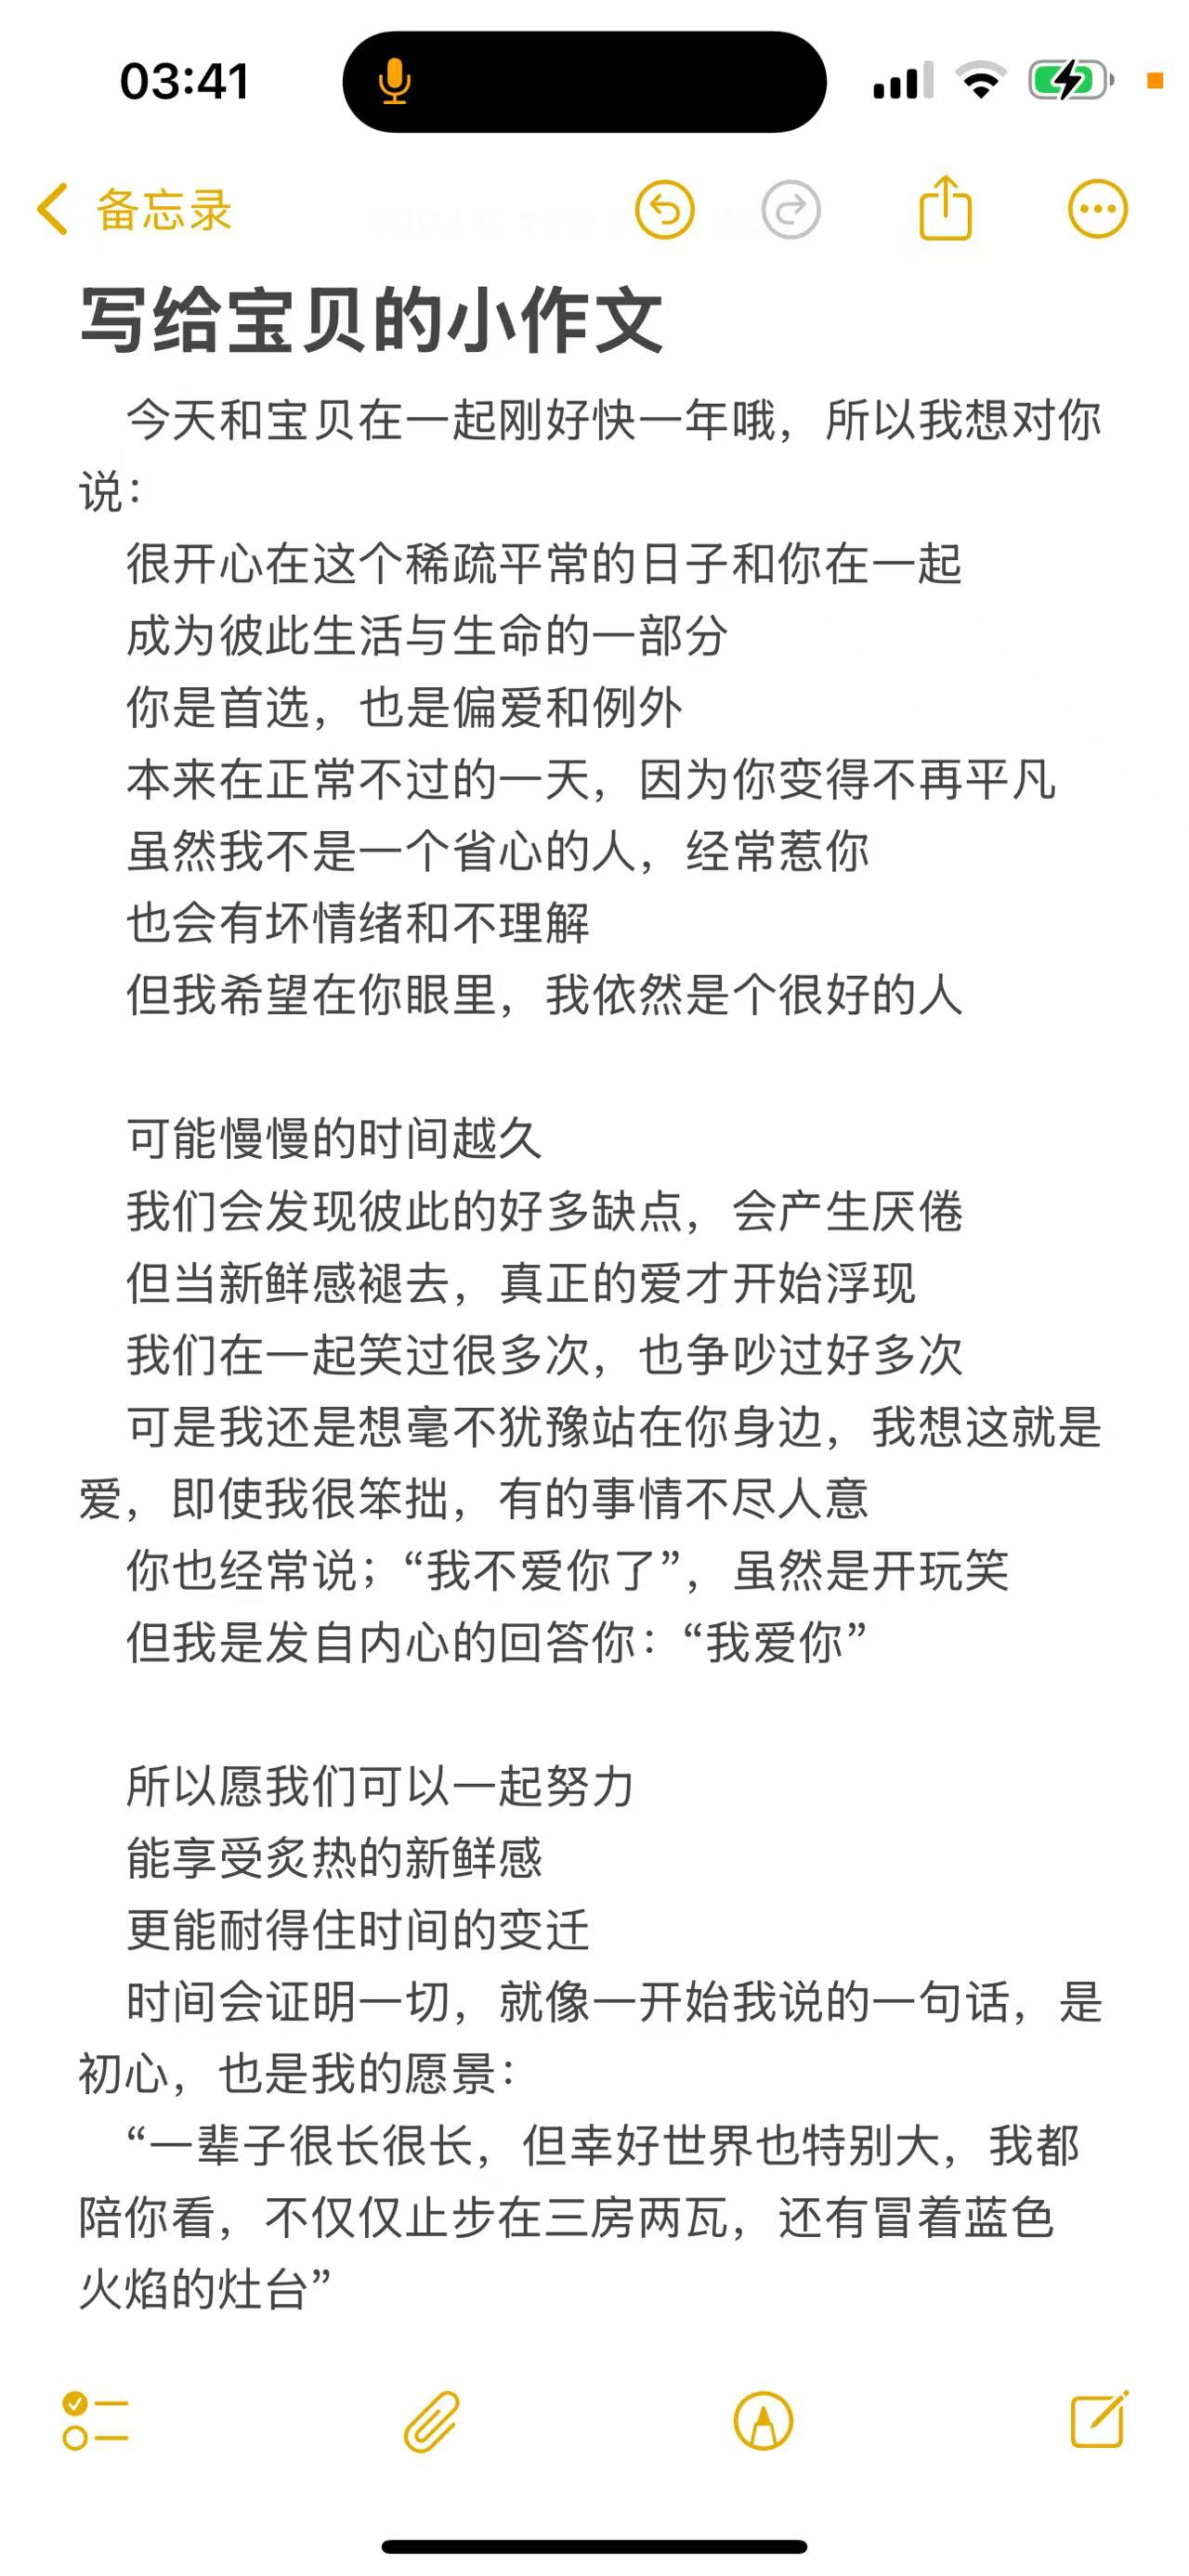 03:41
备忘录
写给宝贝的小作文
今天和宝贝在一起刚好快一年哦，所以我想对你
说：
很开心在这个稀疏平常的日子和你在一起
成为彼此生活与生命的一部分
你是首选，也是偏爱和例外
本来在正常不过的一天，因为你变得不再平凡
虽然我不是一个省心的人，经常惹你
也会有坏情绪和不理解
但我希望在你眼里，我依然是个很好的人
可能慢慢的时间越久
我们会发现彼此的好多缺点，会产生厌倦
但当新鲜感褪去，真正的爱才开始浮现
我们在一起笑过很多次，也争吵过好多次
可是我还是想毫不犹豫站在你身边，我想这就是
爱，即使我很笨拙，有的事情不尽人意
你也经常说；“我不爱你了”，虽然是开玩笑
但我是发自内心的回答你：“我爱你”
所以愿我们可以一起努力
能享受炙热的新鲜感
更能耐得住时间的变迁
时间会证明一切，就像一开始我说的一句话，是
初心，也是我的愿景：
“一辈子很长很长，但幸好世界也特别大，我都
陪你看，不仅仅止步在三房两瓦，还有冒着蓝色
火焰的灶台”